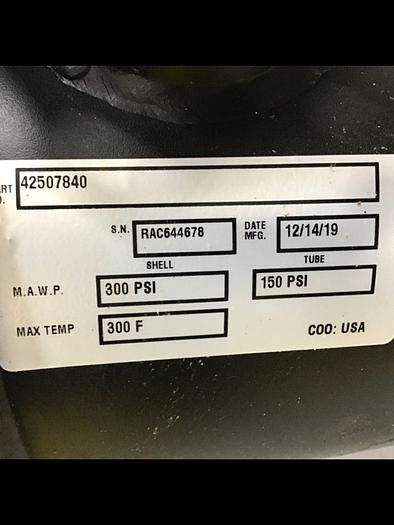 ART 42507840
S.N. RAC644678 DATE MFG. 12/14/19
SHELL TUBE
M.A.W.P. 300 PSI 150 PSI
MAX TEMP 300 F COO: USA